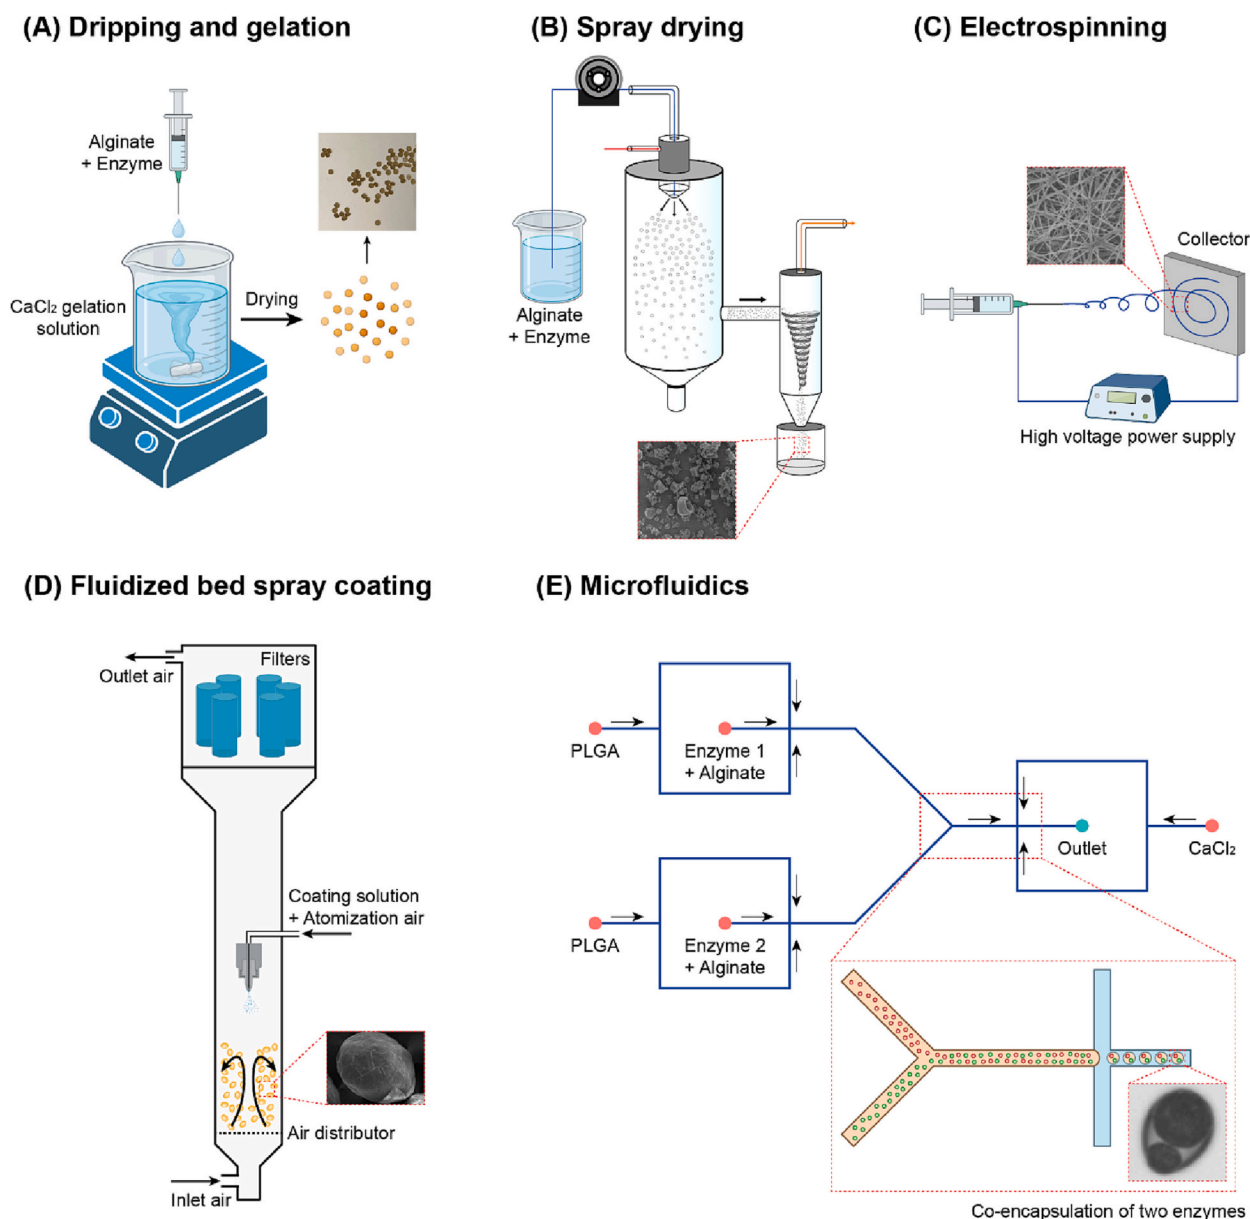 (A) Dripping and gelation
Alginate
+ Enzyme
CaCl₂ gelation
solution
Drying
(B) Spray drying
Alginate
+ Enzyme
(C) Electrospinning
Collector
High voltage power supply
(D) Fluidized bed spray coating
Outlet air
Filters
Coating solution
+ Atomization air
Air distributor
Inlet air
(E) Microfluidics
PLGA
Enzyme 1
+ Alginate
Outlet
CaCl₂
PLGA
Enzyme 2
+ Alginate
Co-encapsulation of two enzymes